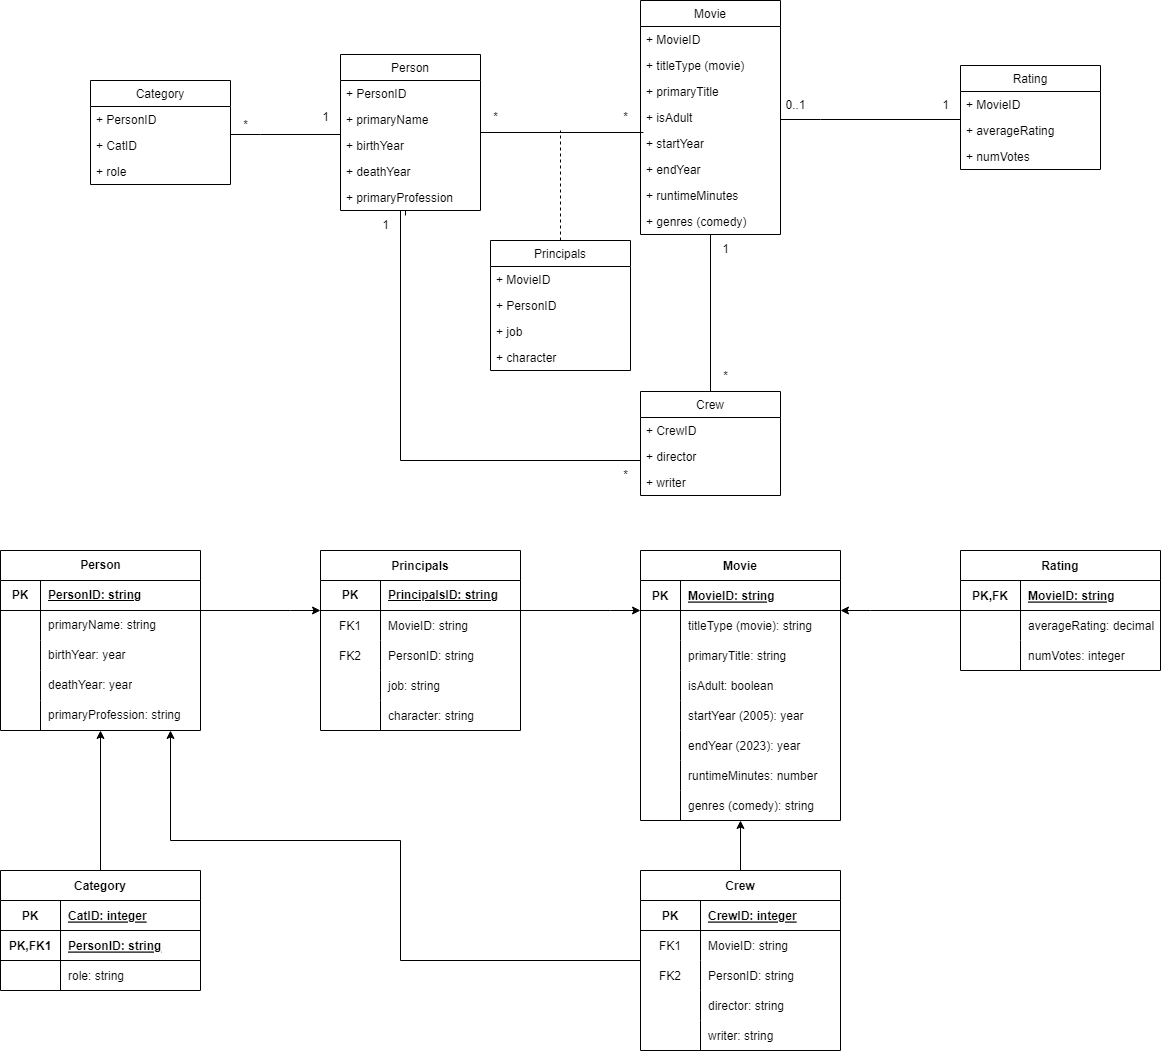 Category
+ PersonID
+ CatID
+ role
*
1
Person
+ PersonID
+ primaryName
+ birthYear
+ deathYear
+ primaryProfession
*
*
1
Movie
+ MovieID
+ titleType (movie)
+ primaryTitle
+ isAdult
+ startYear
+ endYear
+ runtimeMinutes
+ genres (comedy)
0..1
1
Rating
+ MovieID
+ averageRating
+ numVotes
Principals
+ MovieID
+ PersonID
+ job
+ character
1
*
*
Crew
+ CrewID
+ director
+ writer
Person
PK PersonID: string
primaryName: string
birthYear: year
deathYear: year
primaryProfession: string
Principals
PK PrincipalsID: string
FK1 MovieID: string
FK2 PersonID: string
job: string
character: string
Movie
PK MovieID: string
titleType (movie): string
primaryTitle: string
isAdult: boolean
startYear (2005): year
endYear (2023): year
runtimeMinutes: number
genres (comedy): string
Rating
PK,FK MovieID: string
averageRating: decimal
numVotes: integer
Category
PK CatID: integer
PK,FK1 PersonID: string
role: string
Crew
PK CrewID: integer
FK1 MovieID: string
FK2 PersonID: string
director: string
writer: string